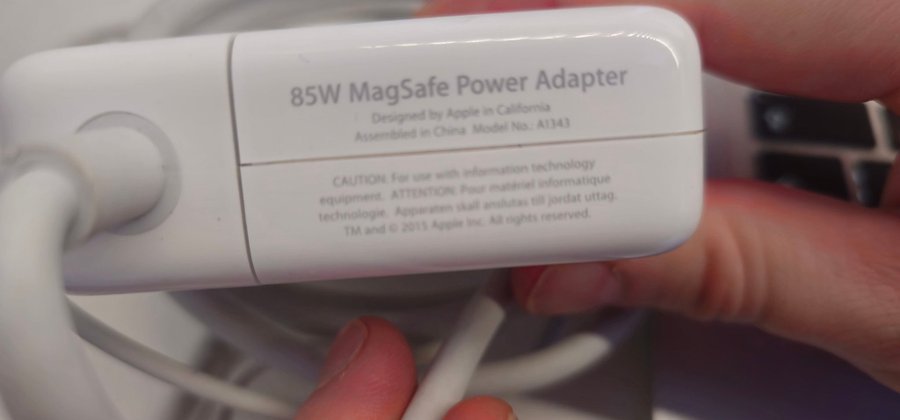 85W MagSafe Power Adapter
Designed by Apple in California
Assembled in China Model No.: A1343
CAUTION: For use with information technology
equipment. ATTENTION: Pour matériel informatique
technologie. Apparaten skall anslutas till jordat uttag.
TM and © 2015 Apple Inc. All rights reserved.